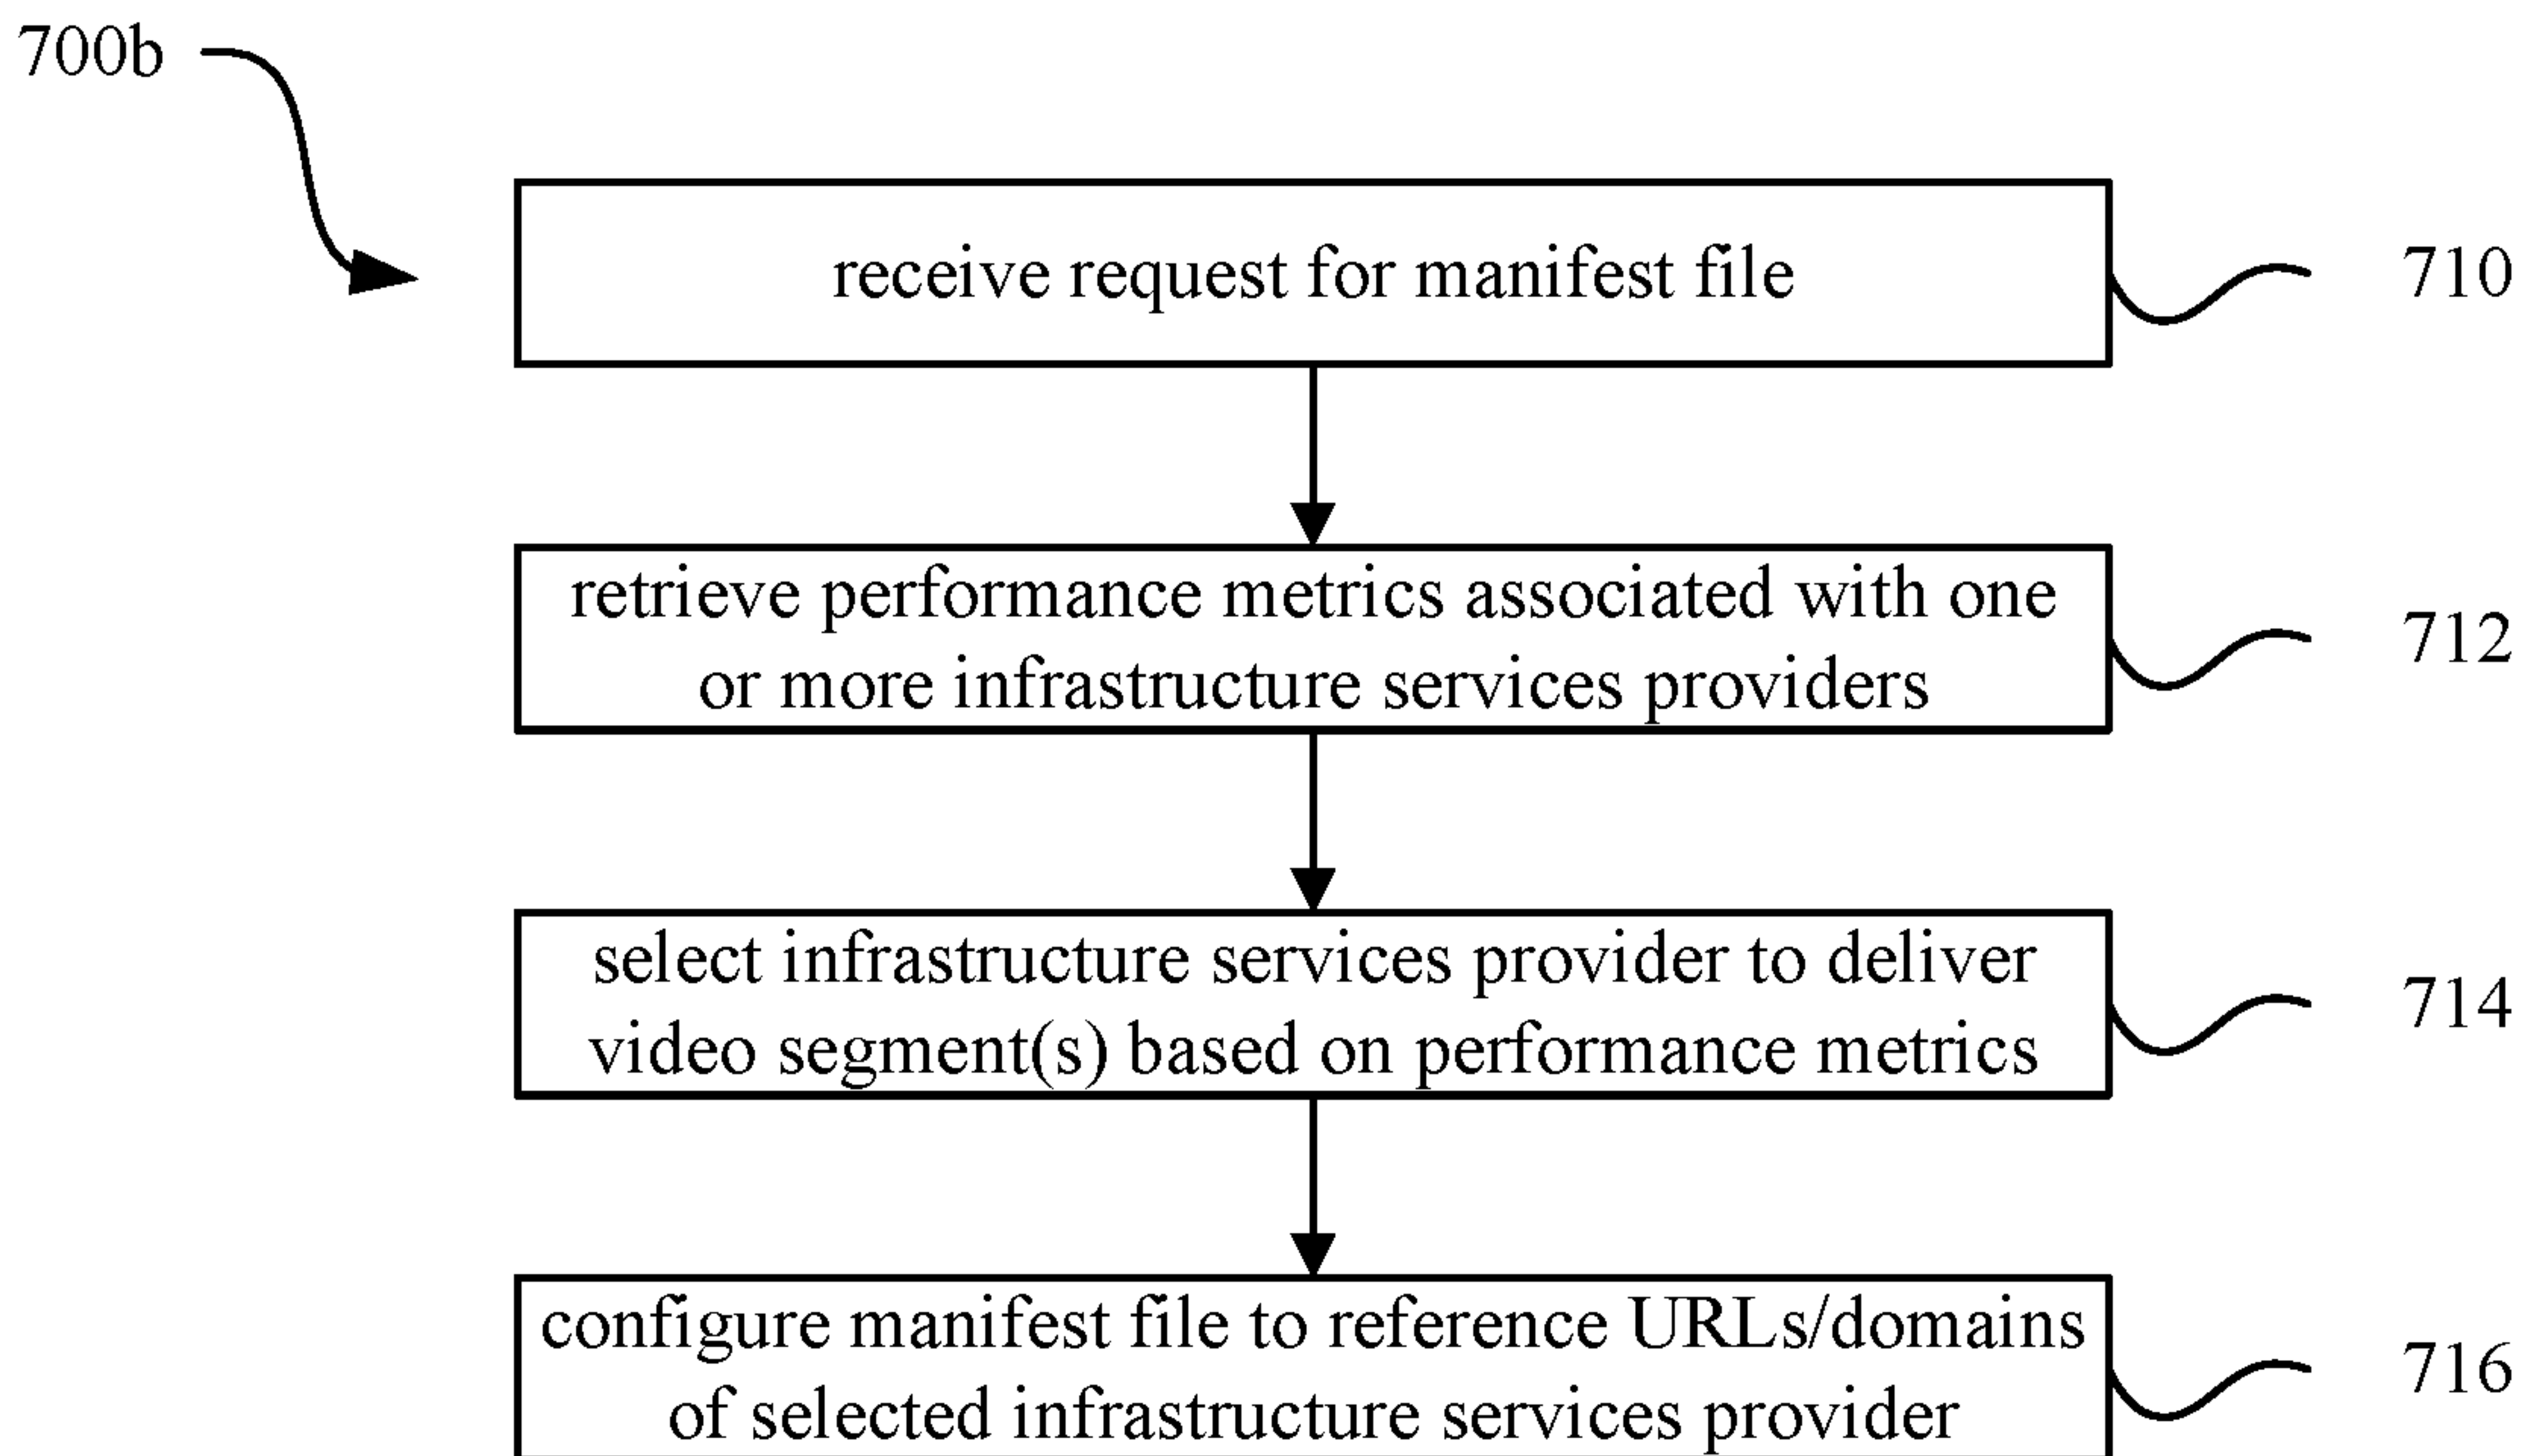 700b
receive request for manifest file
710
retrieve performance metrics associated with one
or more infrastructure services providers
712
select infrastructure services provider to deliver
video segment(s) based on performance metrics
714
configure manifest file to reference URLs/domains
of selected infrastructure services provider
716